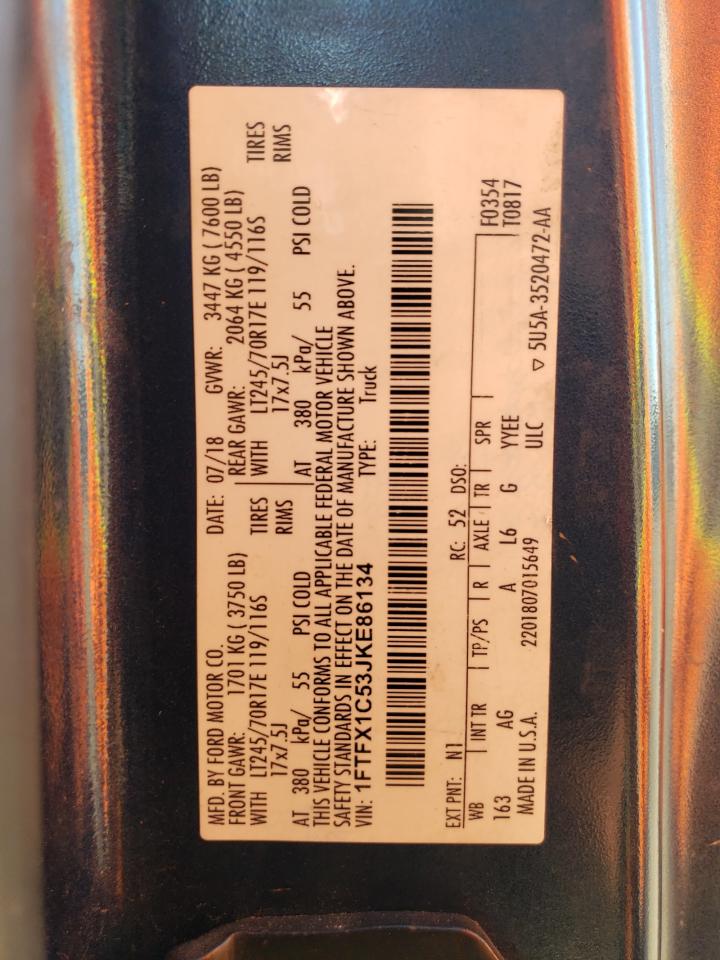 MFD. BY FORD MOTOR CO. DATE: 07/18 GVWR: 3447 KG ( 7600 LB)
FRONT GAWR: 1701 KG ( 3750 LB) REAR GAWR: 2064 KG ( 4550 LB)
WITH LT245/70R17E 119/116S TIRES WITH LT245/70R17E 119/116S TIRES
17x7.5J RIMS 17x7.5J RIMS
AT 380 kPa/ 55 PSI COLD AT 380 kPa/ 55 PSI COLD
THIS VEHICLE CONFORMS TO ALL APPLICABLE FEDERAL MOTOR VEHICLE
SAFETY STANDARDS IN EFFECT ON THE DATE OF MANUFACTURE SHOWN ABOVE.
VIN: 1FTFX1C53JKE86134 TYPE: Truck
EXT PNT: N1 RC: 52 DSO: F0354
WB INT TR TP/PS R AXLE TR SPR T0817
163 AG A L6 G YYEE
MADE IN U.S.A. 2201807015649 ULC ▽ 5U5A-3520472-AA